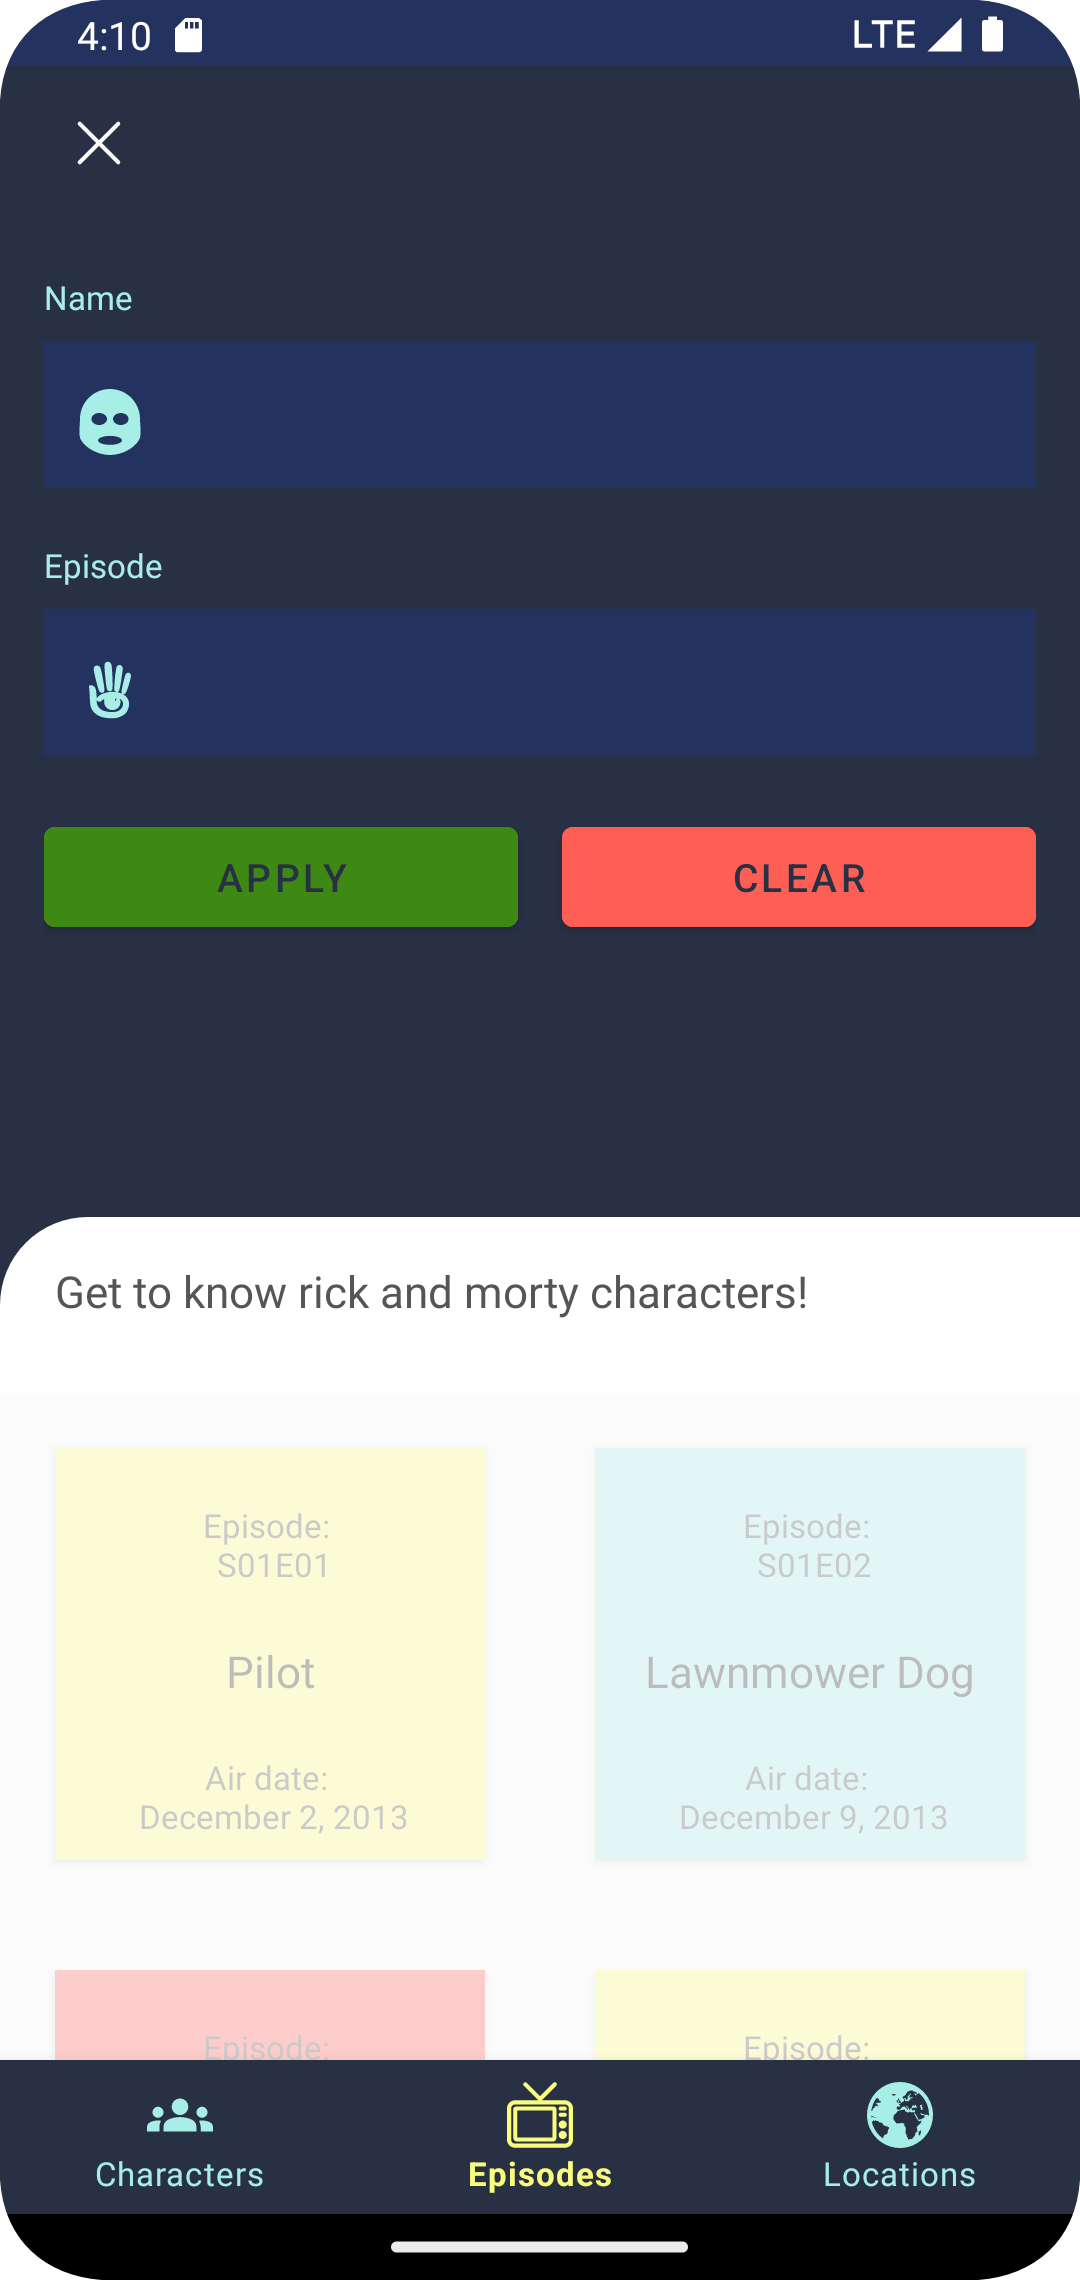 4:10
LTE
Name
Episode
APPLY
CLEAR
Get to know rick and morty characters!
Episode:
S01E01
Pilot
Air date:
December 2, 2013
Episode:
S01E02
Lawnmower Dog
Air date:
December 9, 2013
Episode:
Episode:
Characters
Episodes
Locations